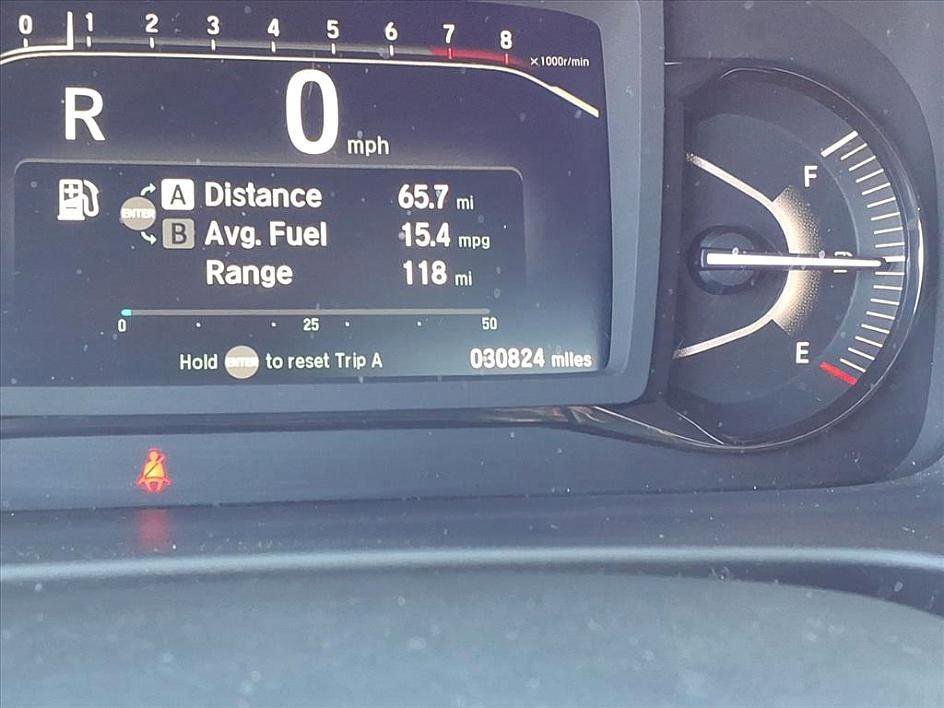 0 1 2 3 4 5 6 7 8
×1000r/min
R 0 mph
A Distance 65.7 mi
ENTER
B Avg. Fuel 15.4 mpg
Range 118 mi
0 25 50
Hold ENTER to reset Trip A 030824 miles
F
E